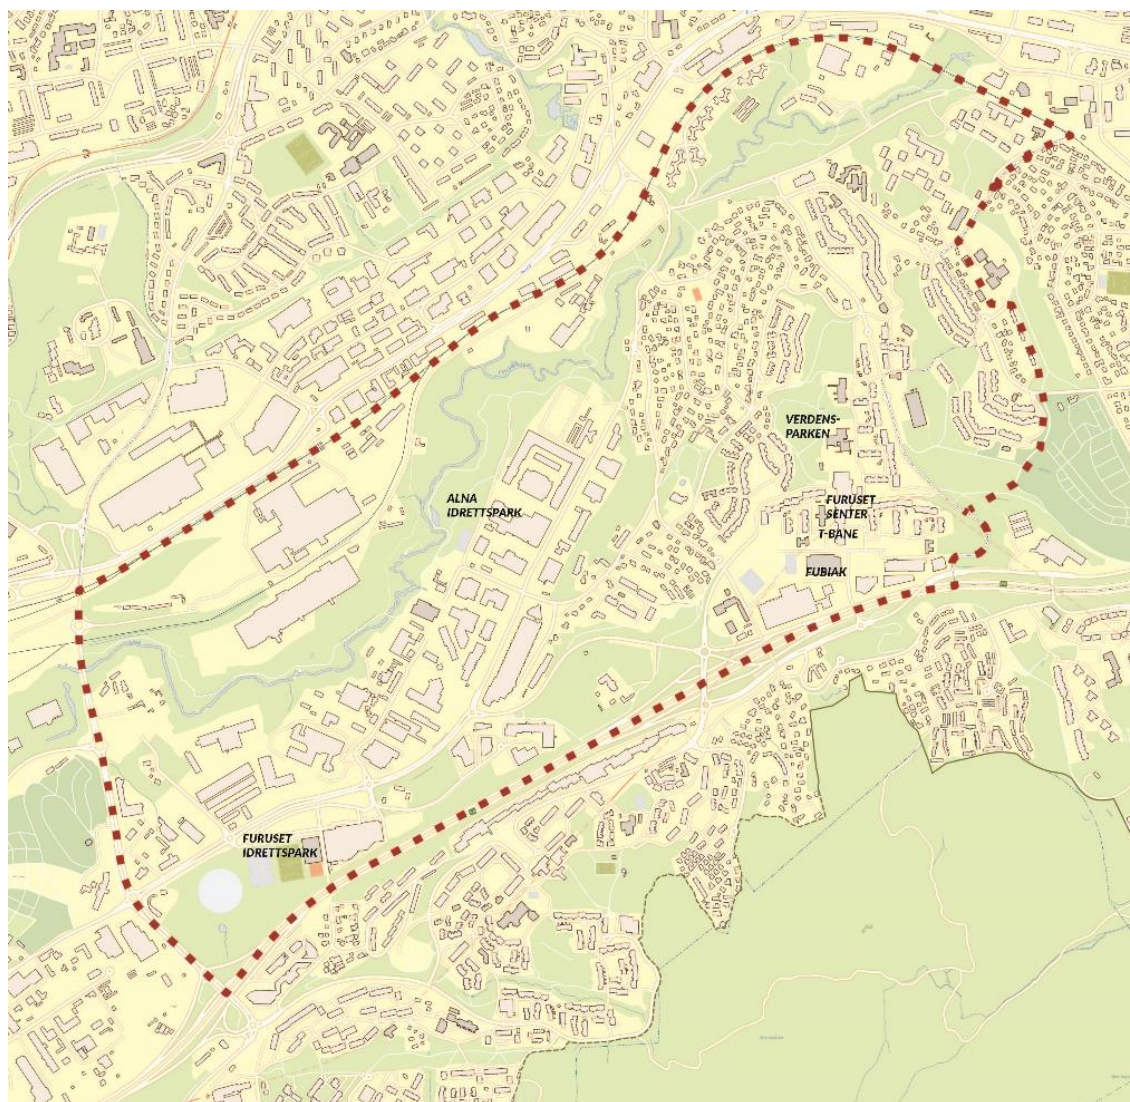 VERDENS-
PARKEN
ALNA
IDRETTSPARK
FURUSET
SENTER
T-BANE
FUBIAK
FURUSET
IDRETTSPARK